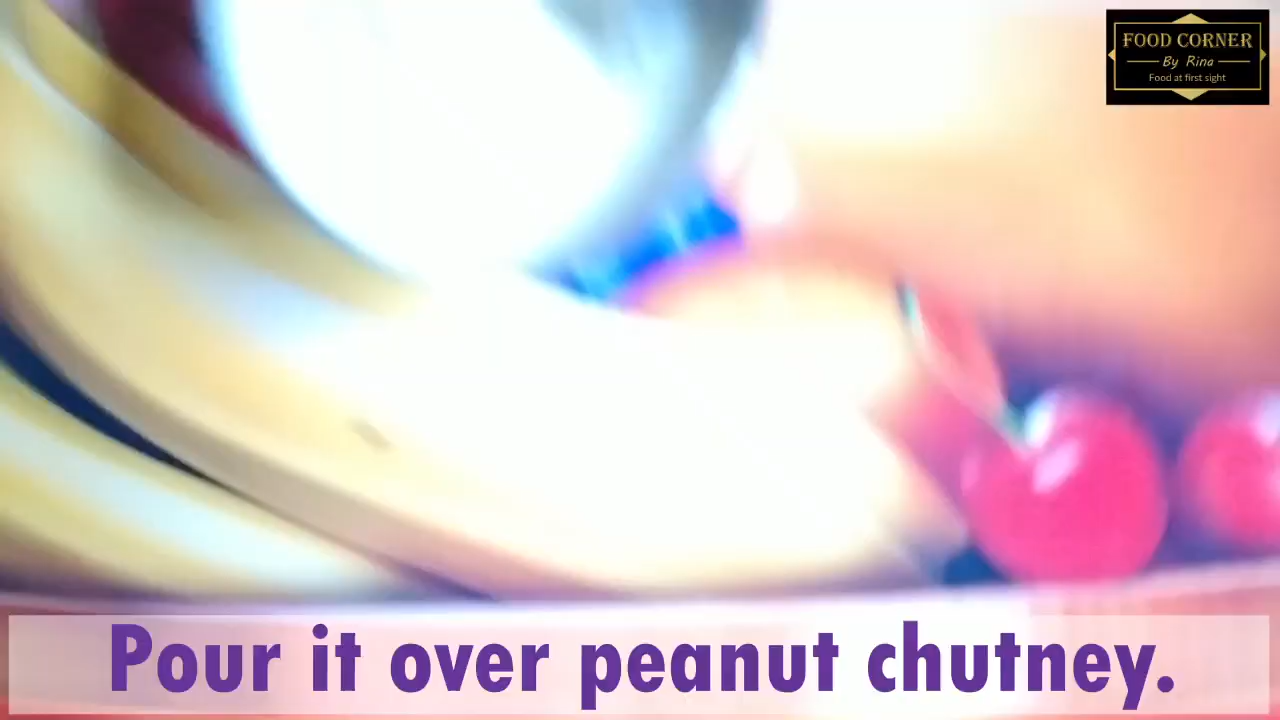 FOOD CORNER
By Rina
Food at first sight
Pour it over peanut chutney.